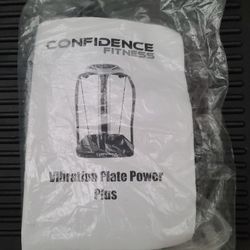 CONFIDENCE
FITNESS
Vibration Plate Power
Plus